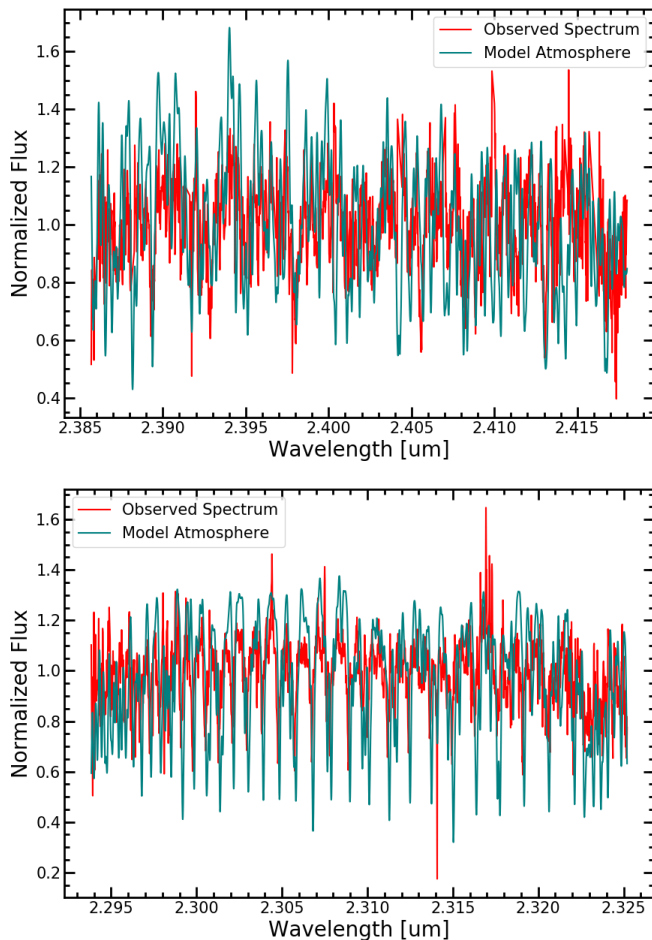 Observed Spectrum
Model Atmosphere
1.6
1.4
1.2
1.0
0.8
0.6
0.4
Normalized Flux
2.385 2.390 2.395 2.400 2.405 2.410 2.415
Wavelength [um]
Observed Spectrum
Model Atmosphere
1.6
1.4
1.2
1.0
0.8
0.6
0.4
0.2
Normalized Flux
2.295 2.300 2.305 2.310 2.315 2.320 2.325
Wavelength [um]